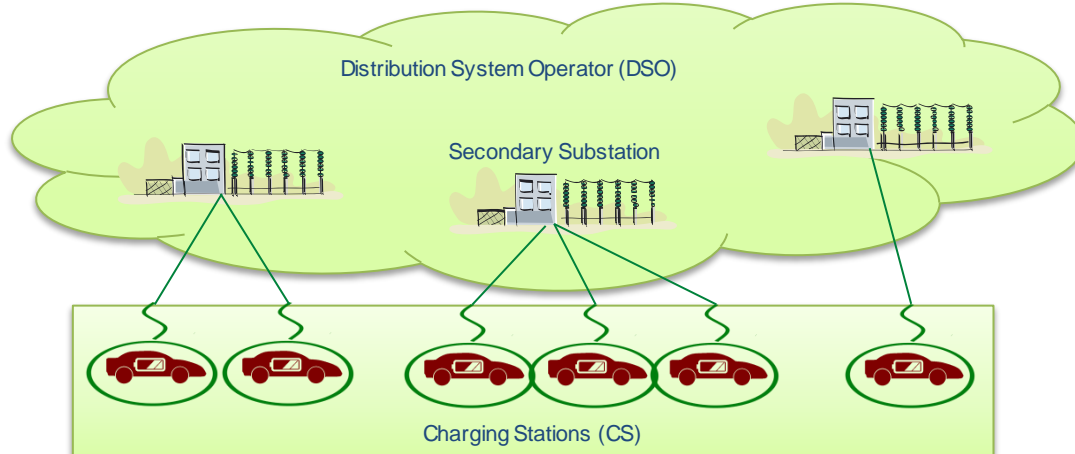 Distribution System Operator (DSO)
Secondary Substation
Charging Stations (CS)